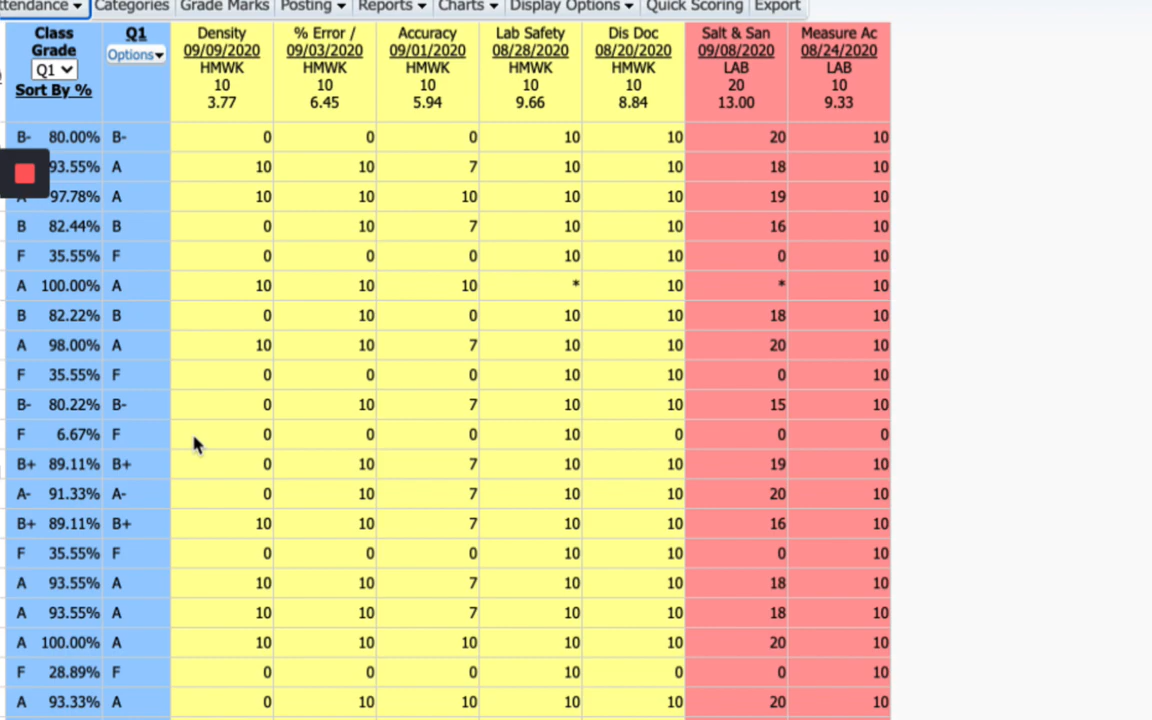 ttendance Categories Grade Marks Posting Reports Charts Display Options Quick Scoring Export
Class Grade Q1 Sort By %
Q1 Options
Density 09/09/2020 HMWK 10 3.77
% Error / 09/03/2020 HMWK 10 6.45
Accuracy 09/01/2020 HMWK 10 5.94
Lab Safety 08/28/2020 HMWK 10 9.66
Dis Doc 08/20/2020 HMWK 10 8.84
Salt & San 09/08/2020 LAB 20 13.00
Measure Ac 08/24/2020 LAB 10 9.33
B- 80.00% B- 0 0 0 10 10 20 10
93.55% A 10 10 7 10 10 18 10
97.78% A 10 10 10 10 10 19 10
B 82.44% B 0 10 7 10 10 16 10
F 35.55% F 0 0 0 10 10 0 10
A 100.00% A 10 10 10 * 10 * 10
B 82.22% B 0 10 0 10 10 18 10
A 98.00% A 10 10 7 10 10 20 10
F 35.55% F 0 0 0 10 10 0 10
B- 80.22% B- 0 10 7 10 10 15 10
F 6.67% F 0 0 0 10 0 0 0
B+ 89.11% B+ 0 10 7 10 10 19 10
A- 91.33% A- 0 10 7 10 10 20 10
B+ 89.11% B+ 10 10 7 10 10 16 10
F 35.55% F 0 0 0 10 10 0 10
A 93.55% A 10 10 7 10 10 18 10
A 93.55% A 10 10 7 10 10 18 10
A 100.00% A 10 10 10 10 10 20 10
F 28.89% F 0 0 0 10 0 0 10
A 93.33% A 0 10 10 10 10 20 10